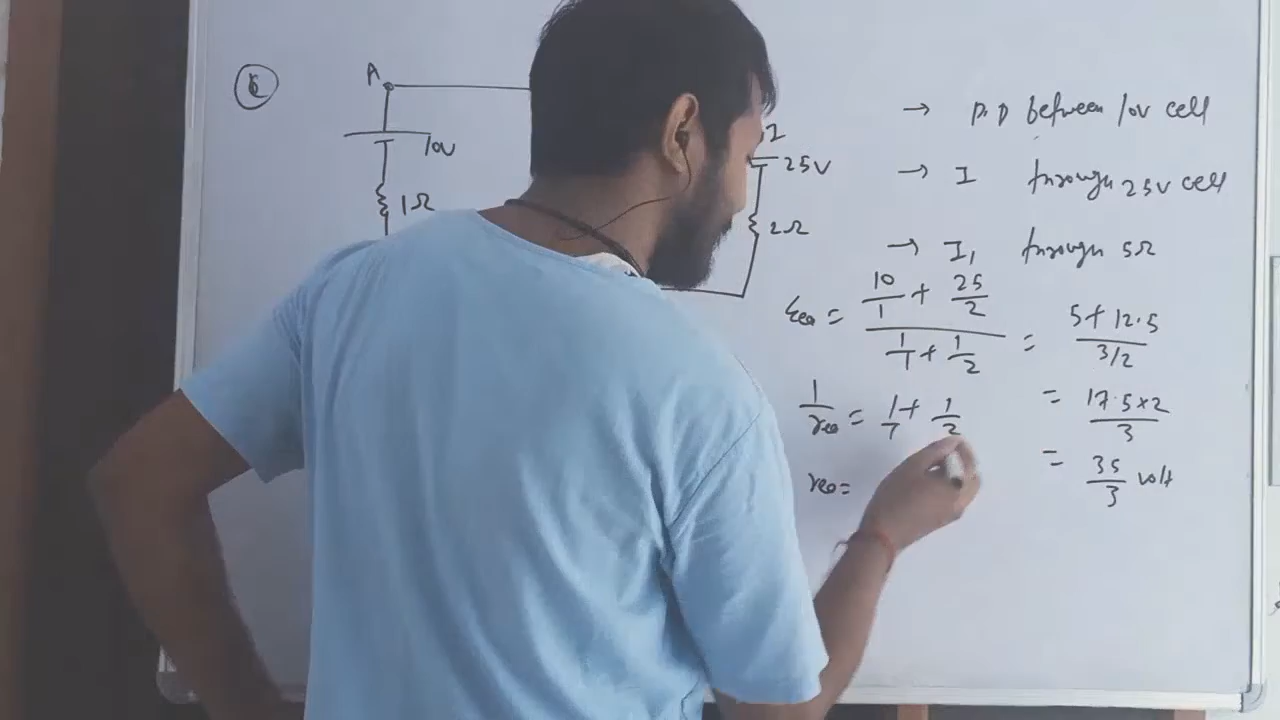 6
A
10V
1Ω
I
25V
2Ω
→ P.D between 10V cell
→ I through 25V cell
→ I₁ through 5Ω
εeq = (10/1 + 25/2) / (1/1 + 1/2) = (5 + 12.5) / (3/2)
= (17.5 × 2) / 3
= 35/3 volt
1/req = 1/1 + 1/2
req =